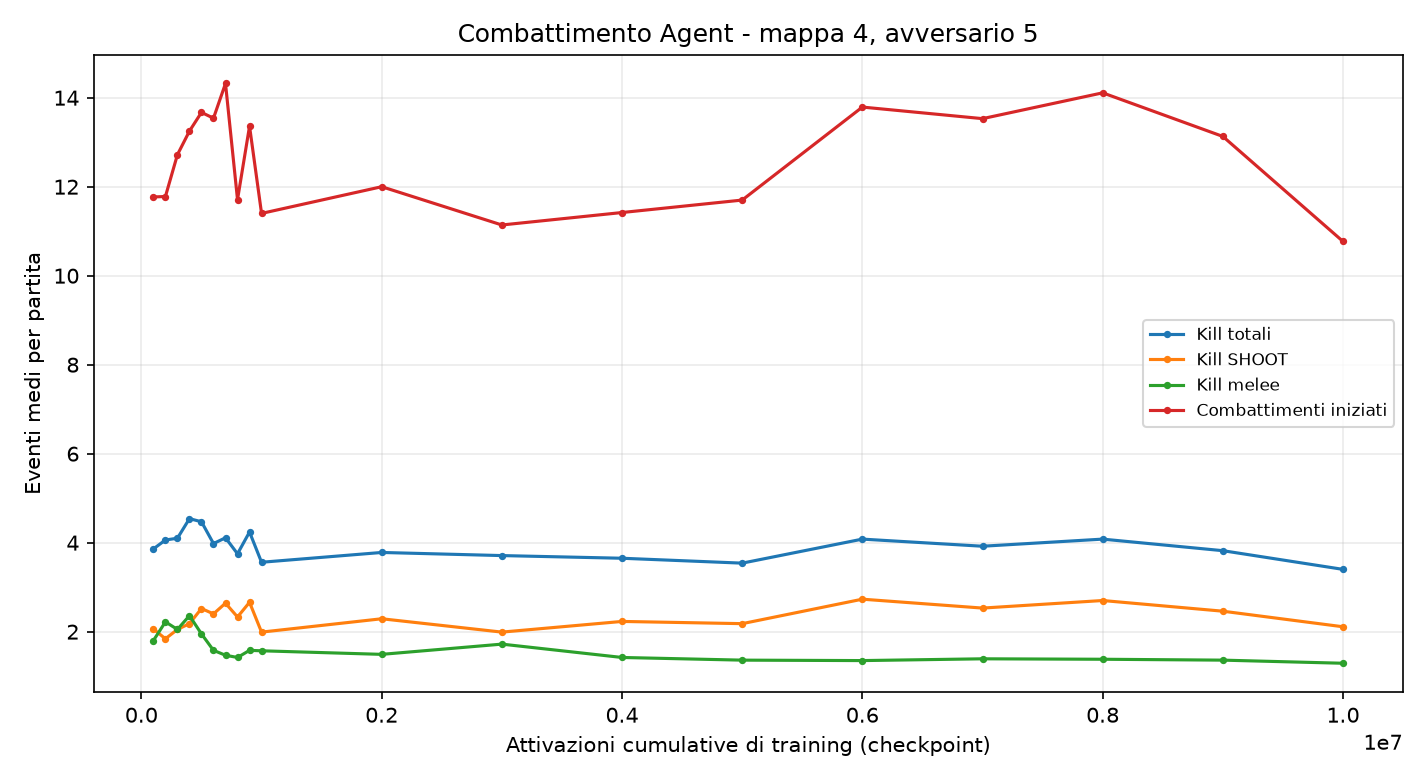 Combattimento Agent - mappa 4, avversario 5
Eventi medi per partita
14
12
10
8
6
4
2
Kill totali
Kill SHOOT
Kill melee
Combattimenti iniziati
0.0 0.2 0.4 0.6 0.8 1.0
1e7
Attivazioni cumulative di training (checkpoint)